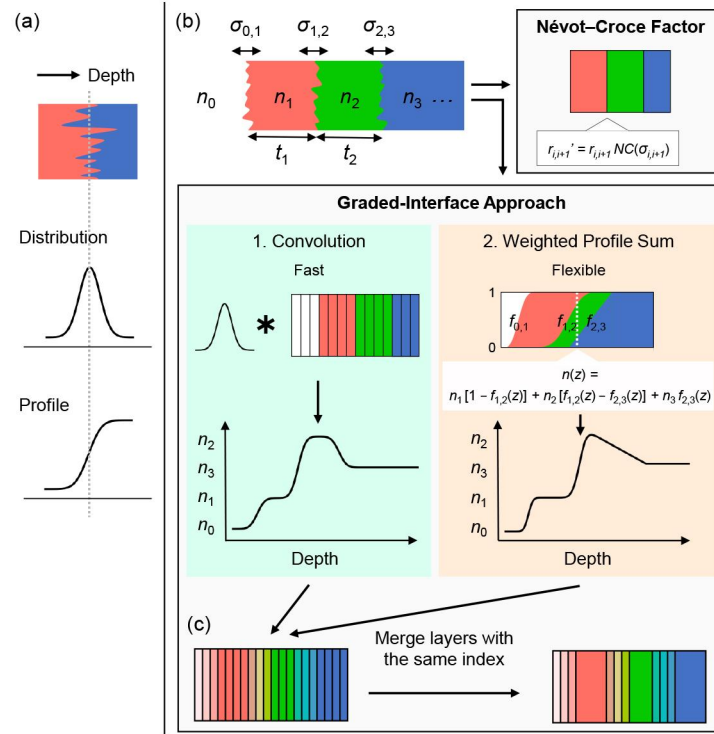 (a)
Depth
Distribution
Profile
(b)
σ0,1 σ1,2 σ2,3
n0 n1 n2 n3 ...
t1 t2
Névot–Croce Factor
ri,i+1' = ri,i+1 NC(σi,i+1)
Graded-Interface Approach
1. Convolution
Fast
*
n2
n3
n1
n0
Depth
2. Weighted Profile Sum
Flexible
1
f0,1 f1,2 f2,3
0
n(z) =
n1 [1 – f1,2(z)] + n2 [f1,2(z) – f2,3(z)] + n3 f2,3(z)
n2
n3
n1
n0
Depth
(c)
Merge layers with
the same index